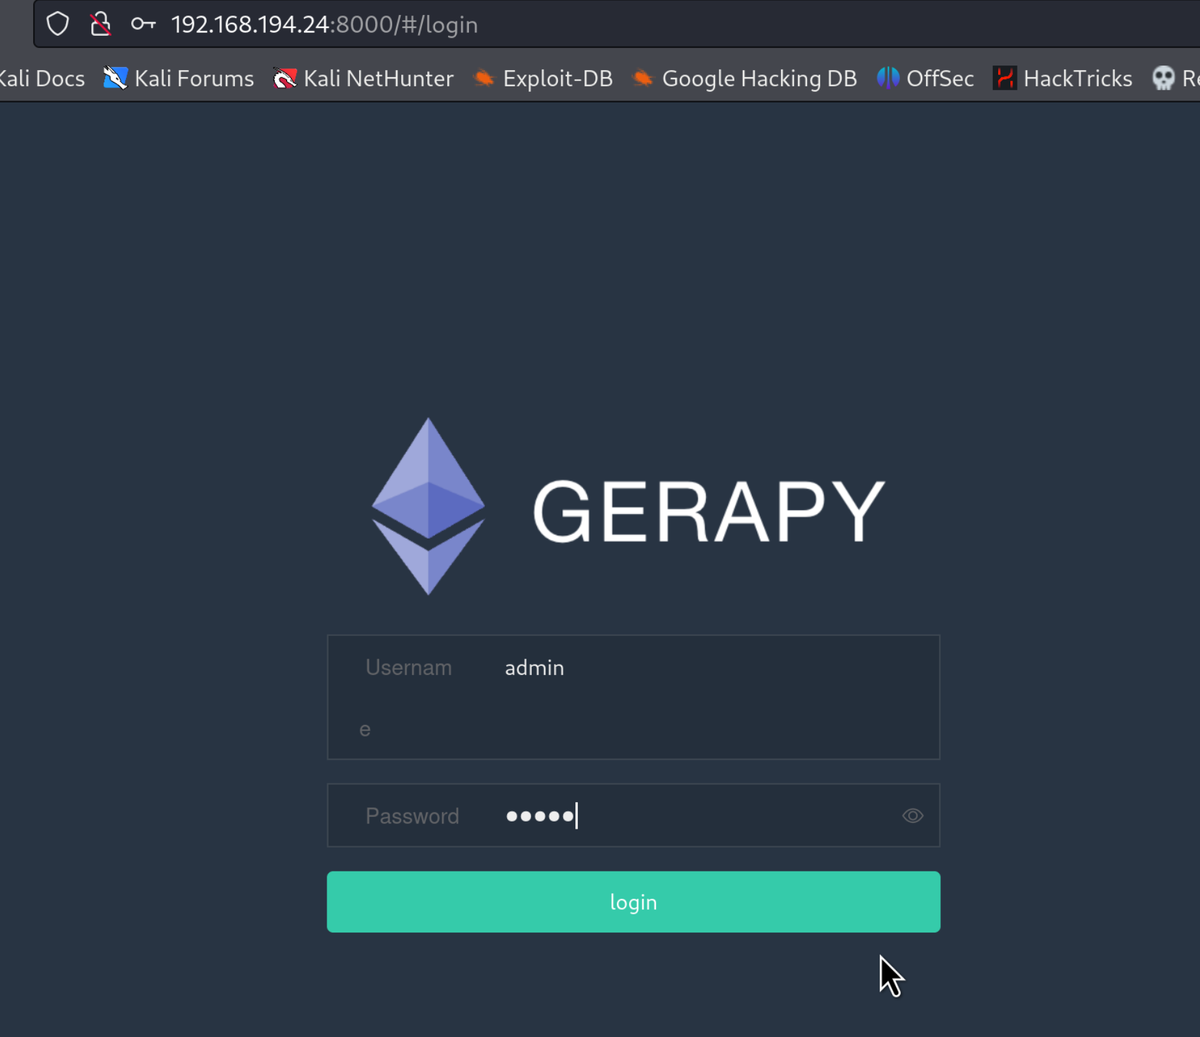 192.168.194.24:8000/#/login
Kali Docs Kali Forums Kali NetHunter Exploit-DB Google Hacking DB OffSec HackTricks Re
GERAPY
Usernam admin
e
Password •••••
login